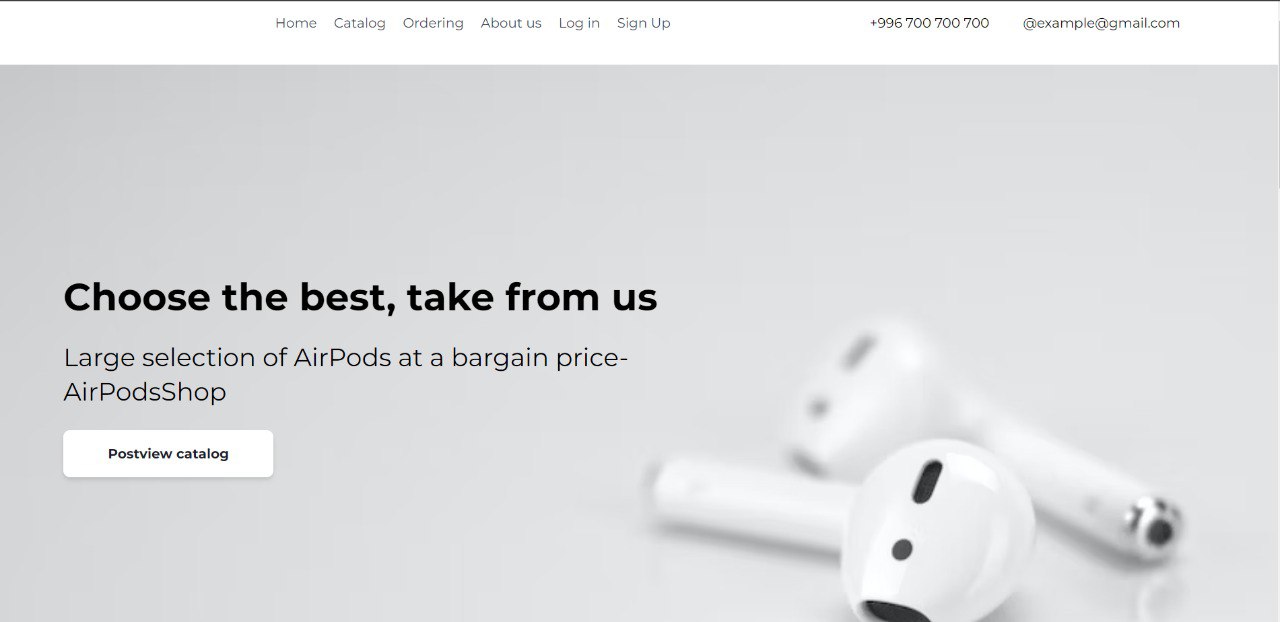 Home Catalog Ordering About us Log in Sign Up +996 700 700 700 @example@gmail.com
Choose the best, take from us
Large selection of AirPods at a bargain price-
AirPodsShop
Postview catalog